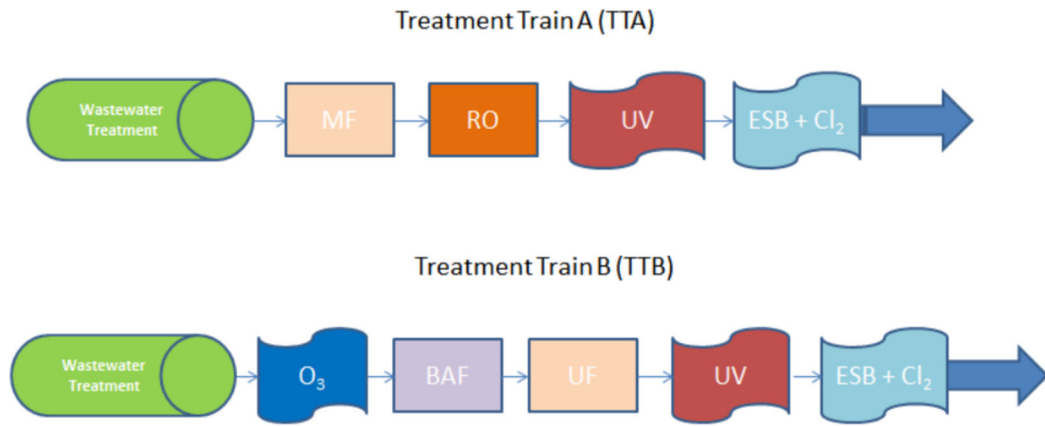 Treatment Train A (TTA)
Wastewater
Treatment
MF
RO
UV
ESB + Cl₂
Treatment Train B (TTB)
Wastewater
Treatment
O₃
BAF
UF
UV
ESB + Cl₂